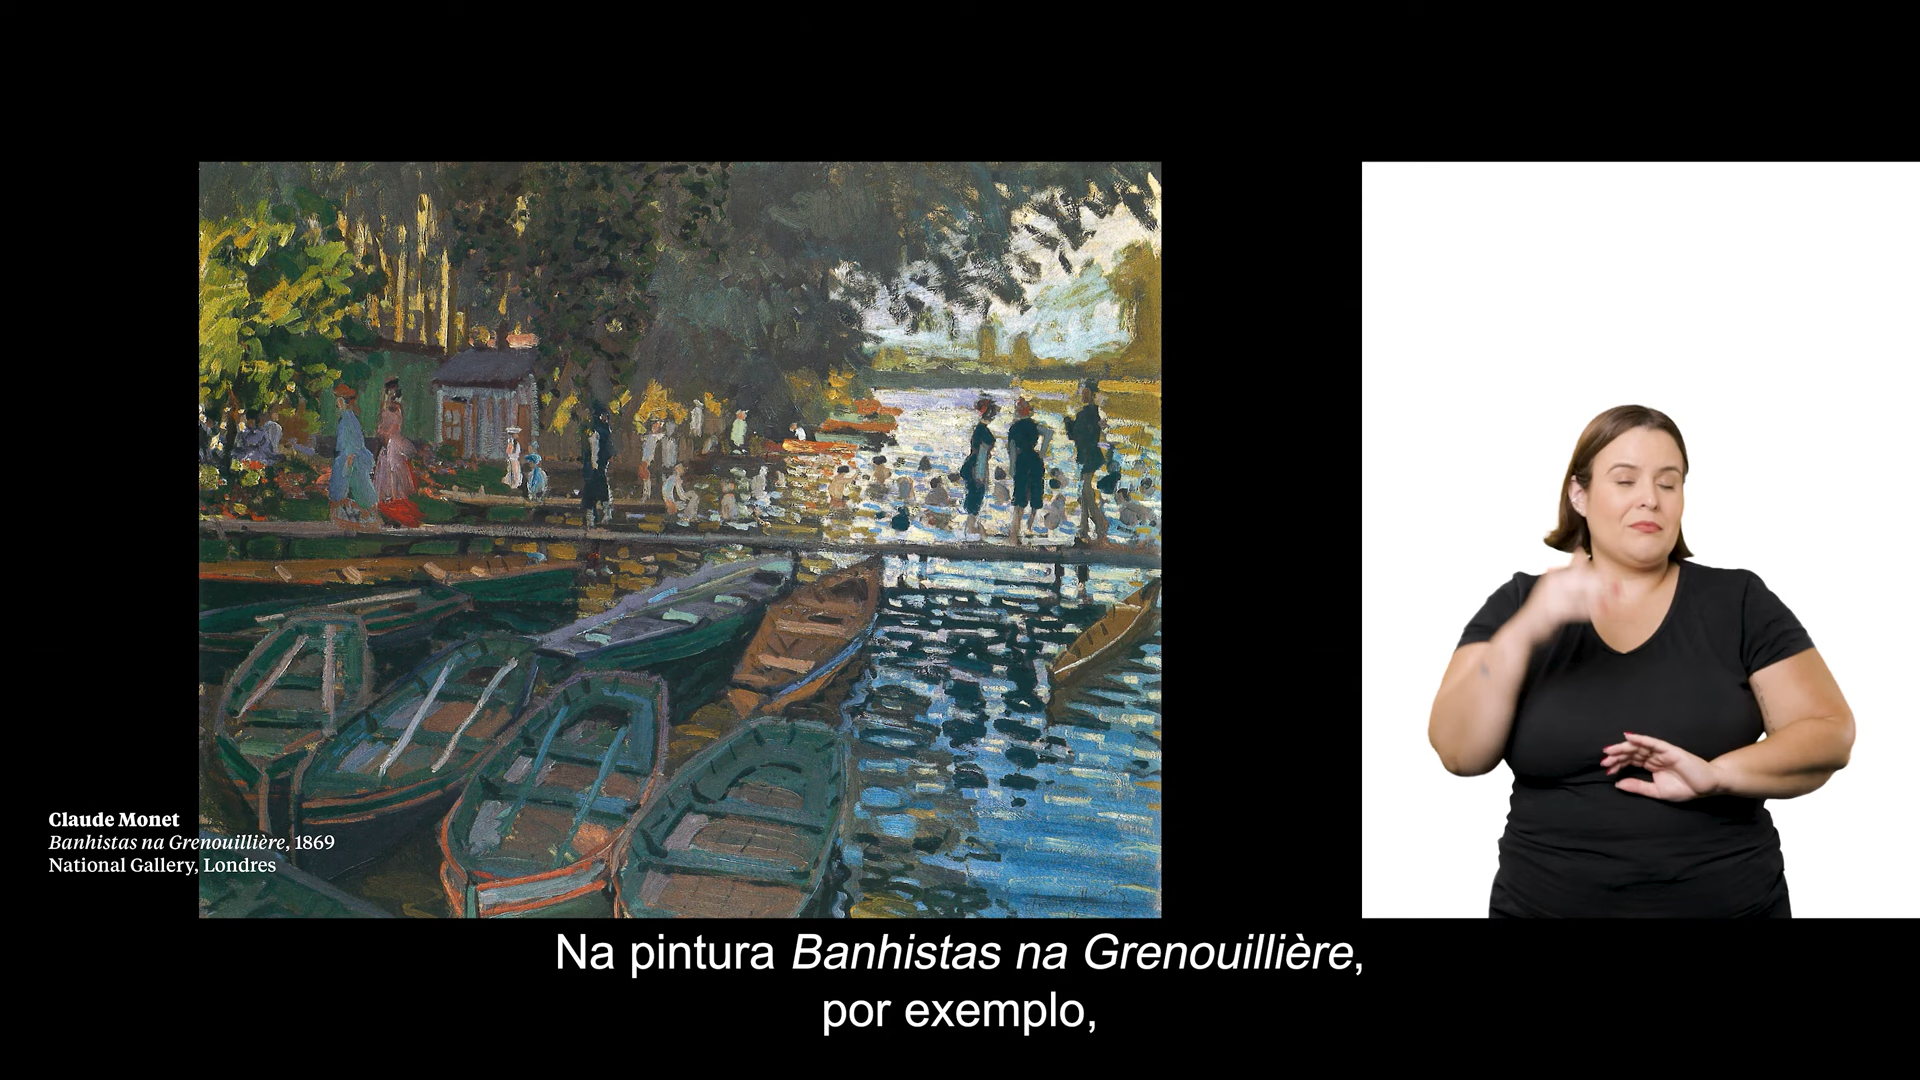 Claude Monet
Banhistas na Grenouillière, 1869
National Gallery, Londres
Na pintura Banhistas na Grenouillière,
por exemplo,